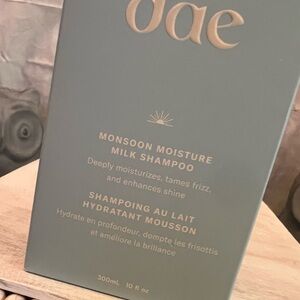 dae
MONSOON MOISTURE
MILK SHAMPOO
Deeply moisturizes, tames frizz,
and enhances shine
SHAMPOING AU LAIT
HYDRATANT MOUSSON
Hydrate en profondeur, dompte les frisottis
et améliore la brillance
300mL 10 fl oz